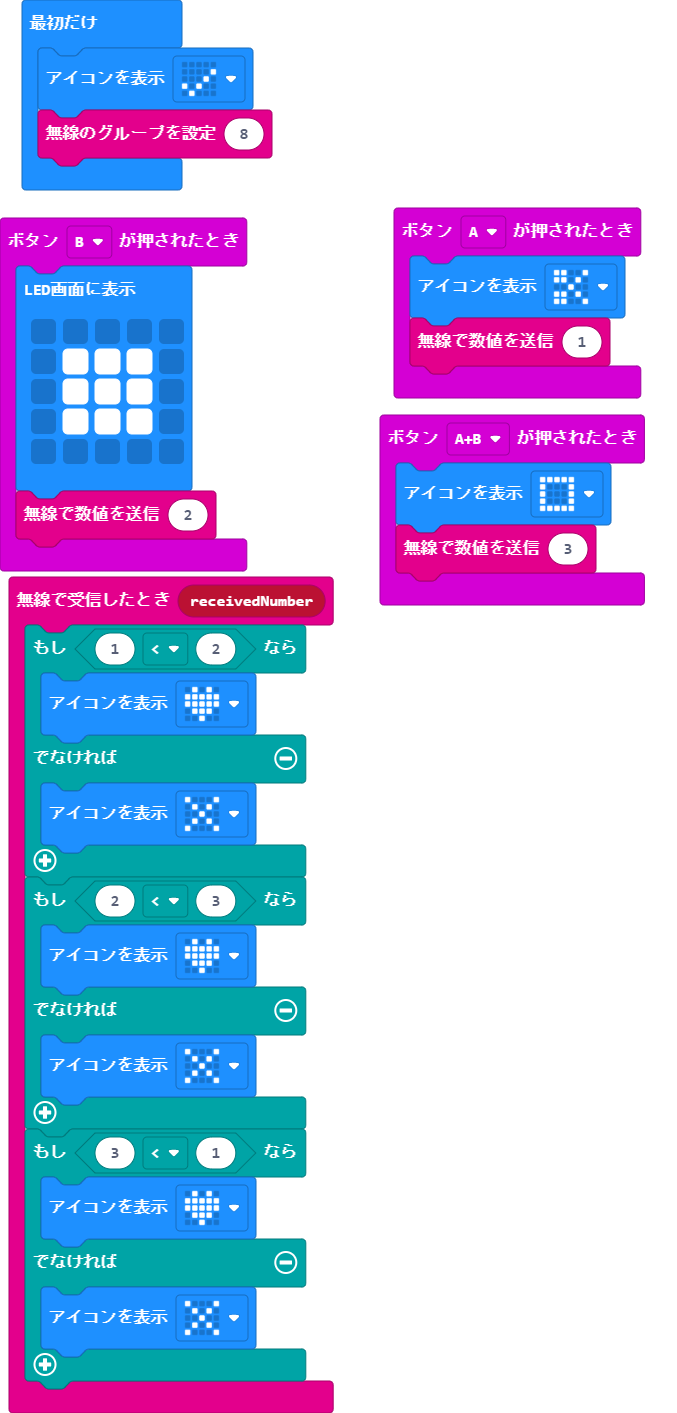 最初だけ
アイコンを表示
無線のグループを設定 8
ボタン B が押されたとき
LED画面に表示
無線で数値を送信 2
ボタン A が押されたとき
アイコンを表示
無線で数値を送信 1
ボタン A+B が押されたとき
アイコンを表示
無線で数値を送信 3
無線で受信したとき receivedNumber
もし 1 < 2 なら
アイコンを表示
でなければ
アイコンを表示
もし 2 < 3 なら
アイコンを表示
でなければ
アイコンを表示
もし 3 < 1 なら
アイコンを表示
でなければ
アイコンを表示